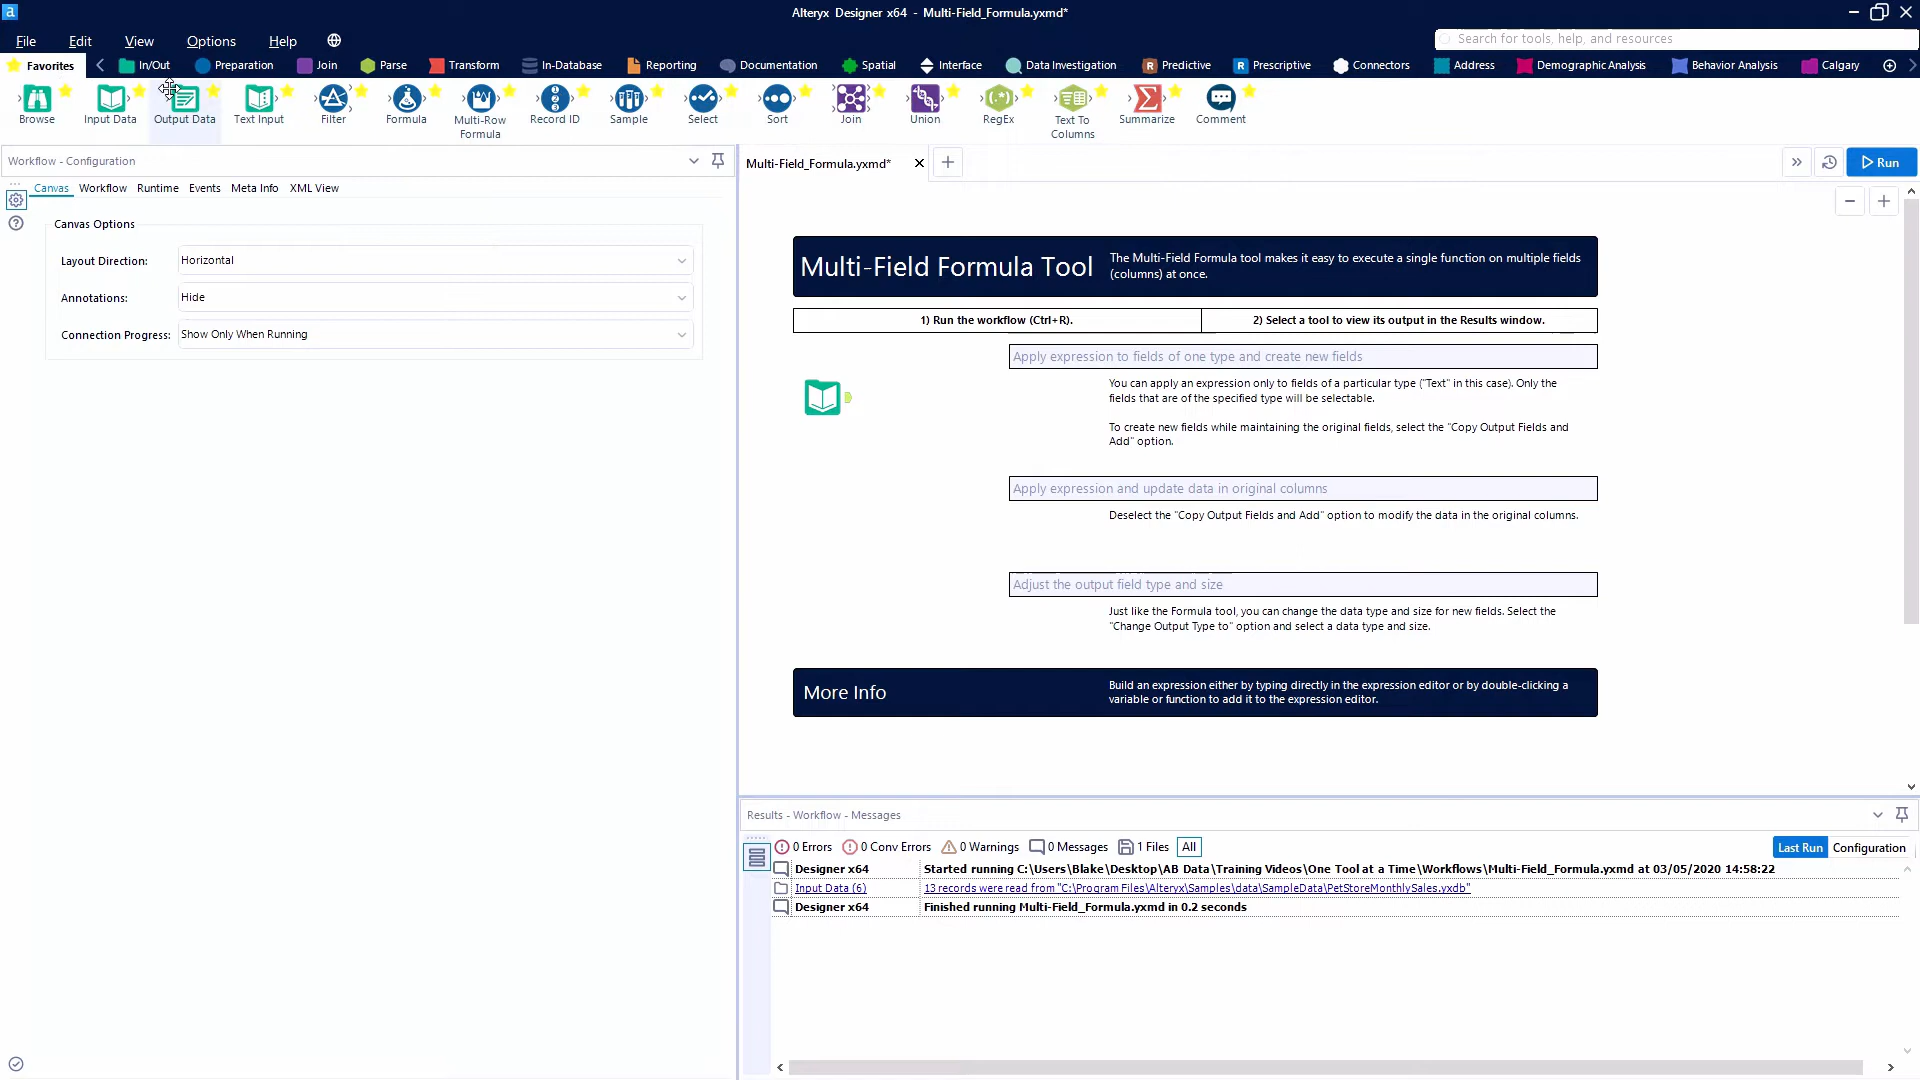 Alteryx Designer x64 - Multi-Field_Formula.yxmd*
File Edit View Options Help
Search for tools, help, and resources
Favorites In/Out Preparation Join Parse Transform In-Database Reporting Documentation Spatial Interface Data Investigation Predictive Prescriptive Connectors Address Demographic Analysis Behavior Analysis Calgary
Browse Input Data Output Data Text Input Filter Formula Multi-Row Formula Record ID Sample Select Sort Join Union RegEx Text To Columns Summarize Comment
Workflow - Configuration
Multi-Field_Formula.yxmd*
Run
Canvas Workflow Runtime Events Meta Info XML View
Canvas Options
Layout Direction: Horizontal
Annotations: Hide
Connection Progress: Show Only When Running
Multi-Field Formula Tool
The Multi-Field Formula tool makes it easy to execute a single function on multiple fields
(columns) at once.
1) Run the workflow (Ctrl+R).
2) Select a tool to view its output in the Results window.
Apply expression to fields of one type and create new fields
You can apply an expression only to fields of a particular type ("Text" in this case). Only the
fields that are of the specified type will be selectable.
To create new fields while maintaining the original fields, select the "Copy Output Fields and
Add" option.
Apply expression and update data in original columns
Deselect the "Copy Output Fields and Add" option to modify the data in the original columns.
Adjust the output field type and size
Just like the Formula tool, you can change the data type and size for new fields. Select the
"Change Output Type to" option and select a data type and size.
More Info
Build an expression either by typing directly in the expression editor or by double-clicking a
variable or function to add it to the expression editor.
Results - Workflow - Messages
0 Errors 0 Conv Errors 0 Warnings 0 Messages 1 Files All Last Run Configuration
Designer x64 Started running C:\Users\Blake\Desktop\AB Data\Training Videos\One Tool at a Time\Workflows\Multi-Field_Formula.yxmd at 03/05/2020 14:58:22
Input Data (6) 13 records were read from "C:\Program Files\Alteryx\Samples\data\SampleData\PetStoreMonthlySales.yxdb"
Designer x64 Finished running Multi-Field_Formula.yxmd in 0.2 seconds